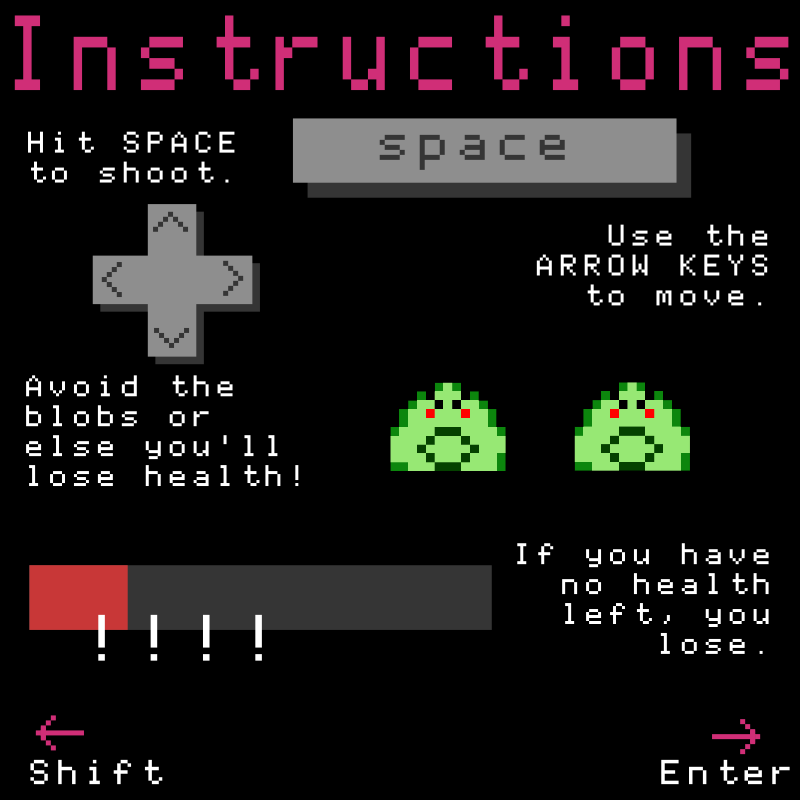 Instructions
Hit SPACE
to shoot.
space
Use the
ARROW KEYS
to move.
Avoid the
blobs or
else you'll
lose health!
If you have
no health
left, you
lose.
! ! ! !
Shift
Enter